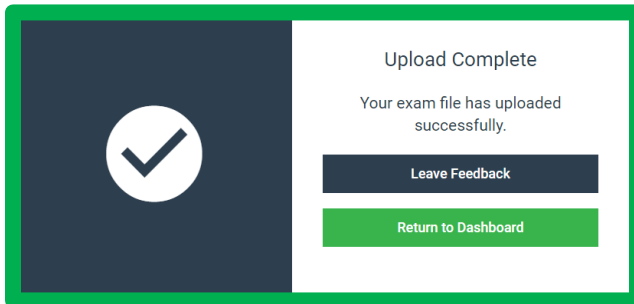 Upload Complete
Your exam file has uploaded
successfully.
Leave Feedback
Return to Dashboard